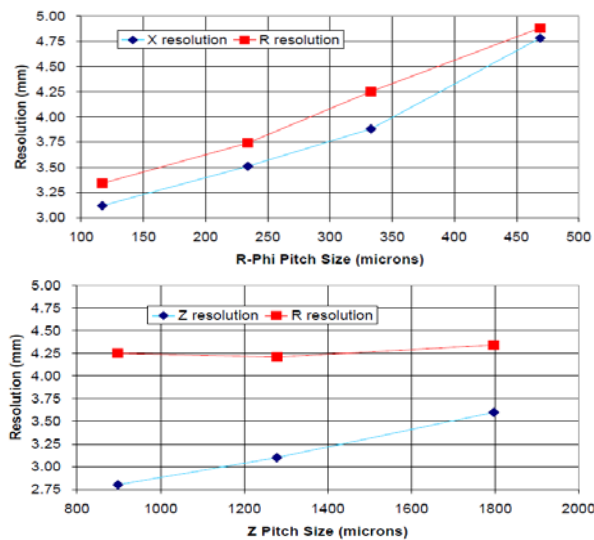 5.00
X resolution R resolution
4.75
4.50
4.25
4.00
3.75
3.50
3.25
3.00
Resolution (mm)
100 150 200 250 300 350 400 450 500
R-Phi Pitch Size (microns)
5.00
4.75
Z resolution R resolution
4.50
4.25
4.00
3.75
3.50
3.25
3.00
2.75
Resolution (mm)
800 1000 1200 1400 1600 1800 2000
Z Pitch Size (microns)